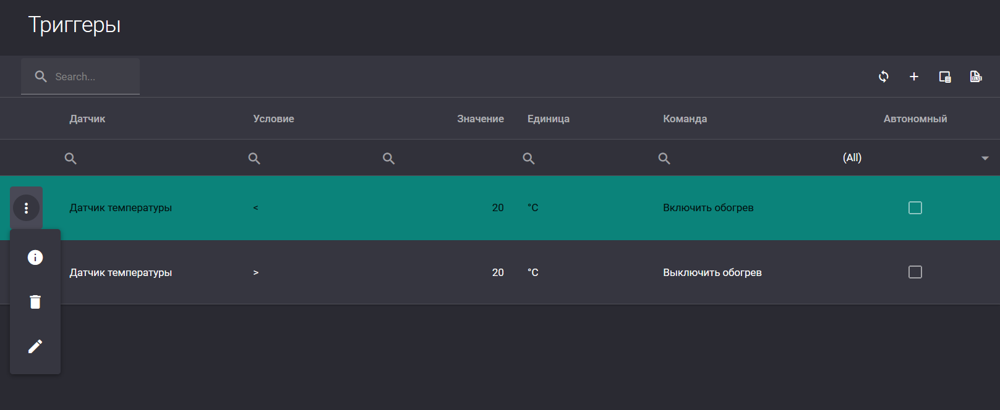 Триггеры
Search...
Датчик Условие Значение Единица Команда Автономный
(All)
Датчик температуры < 20 °C Включить обогрев
Датчик температуры > 20 °C Выключить обогрев